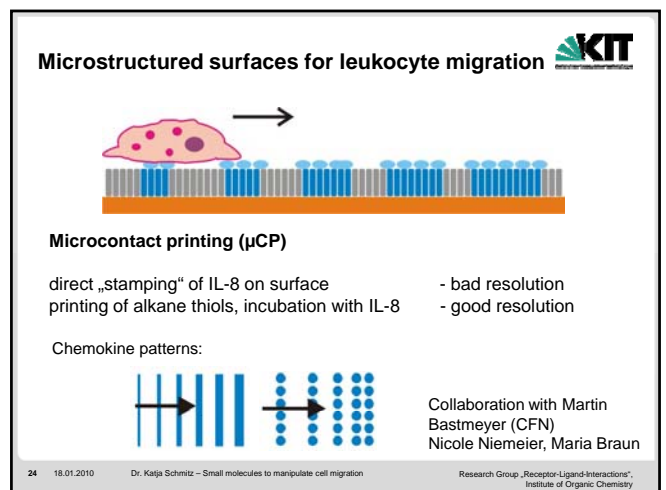 Microstructured surfaces for leukocyte migration
KIT
Microcontact printing (µCP)
direct „stamping“ of IL-8 on surface - bad resolution
printing of alkane thiols, incubation with IL-8 - good resolution
Chemokine patterns:
Collaboration with Martin
Bastmeyer (CFN)
Nicole Niemeier, Maria Braun
24 18.01.2010 Dr. Katja Schmitz – Small molecules to manipulate cell migration
Research Group „Receptor-Ligand-Interactions“,
Institute of Organic Chemistry